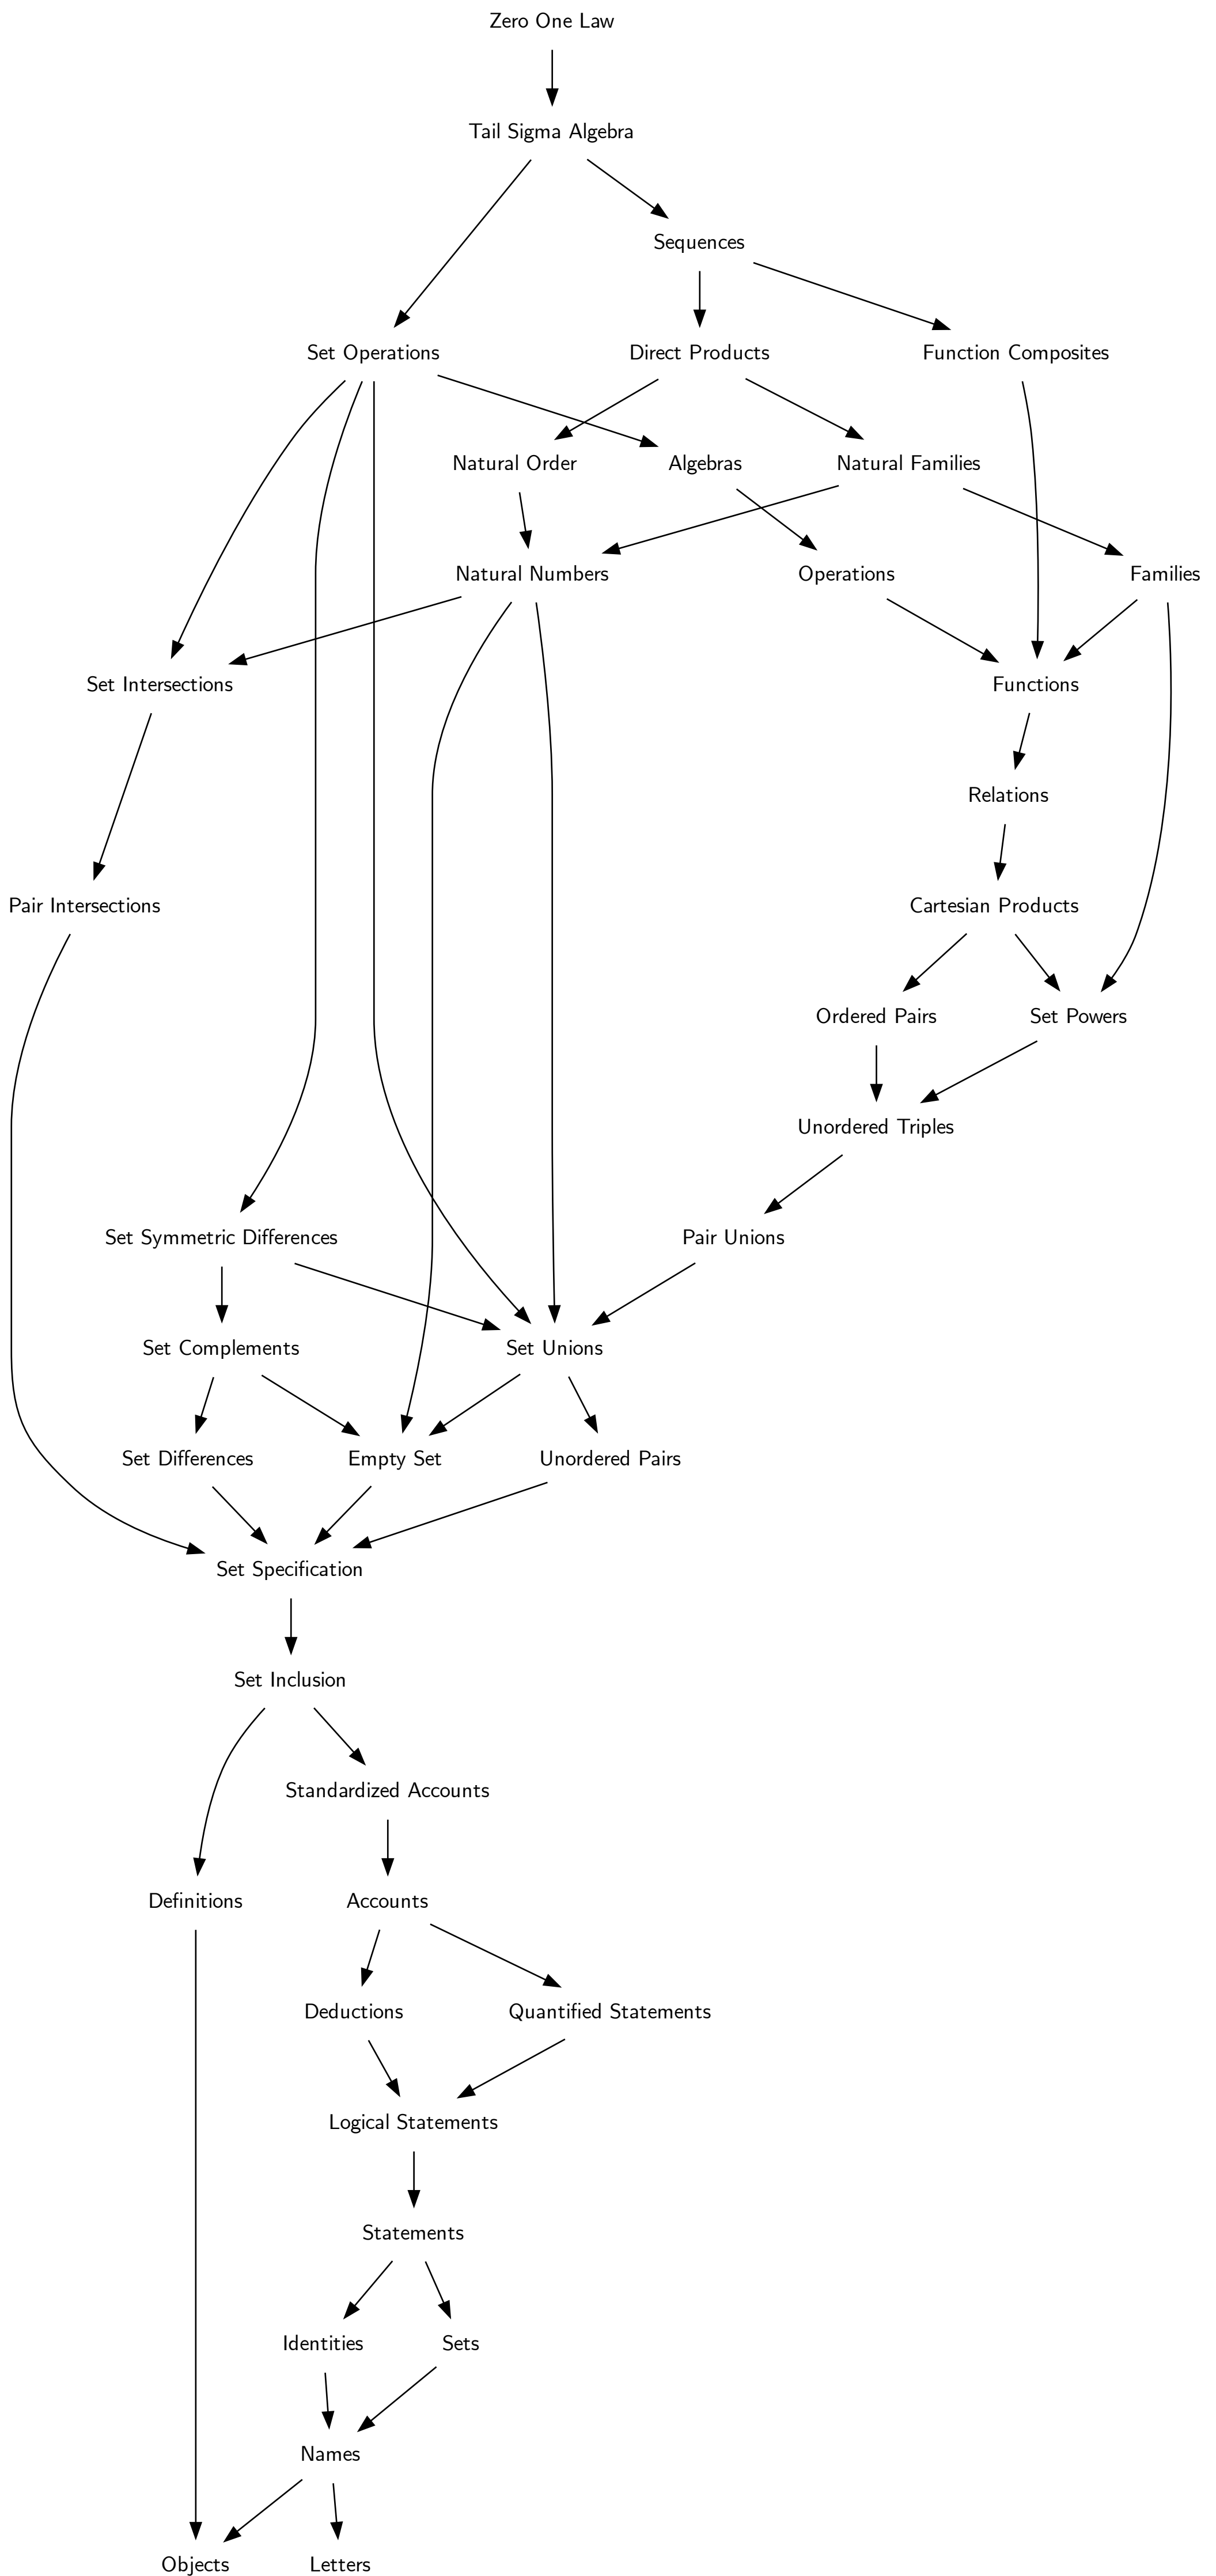 Zero One Law
Tail Sigma Algebra
Sequences
Set Operations
Direct Products
Function Composites
Natural Order
Algebras
Natural Families
Natural Numbers
Operations
Families
Set Intersections
Functions
Relations
Pair Intersections
Cartesian Products
Ordered Pairs
Set Powers
Unordered Triples
Set Symmetric Differences
Pair Unions
Set Complements
Set Unions
Set Differences
Empty Set
Unordered Pairs
Set Specification
Set Inclusion
Standardized Accounts
Definitions
Accounts
Deductions
Quantified Statements
Logical Statements
Statements
Identities
Sets
Names
Objects
Letters